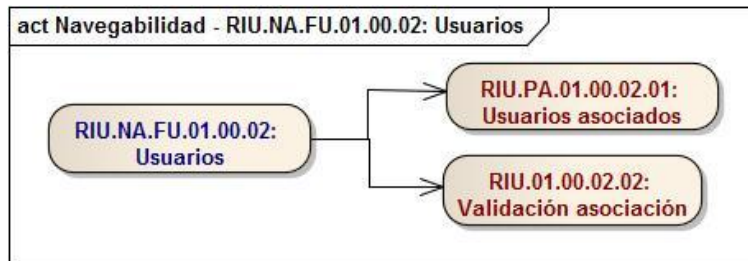 act Navegabilidad - RIU.NA.FU.01.00.02: Usuarios
RIU.NA.FU.01.00.02:
Usuarios
RIU.PA.01.00.02.01:
Usuarios asociados
RIU.01.00.02.02:
Validación asociación